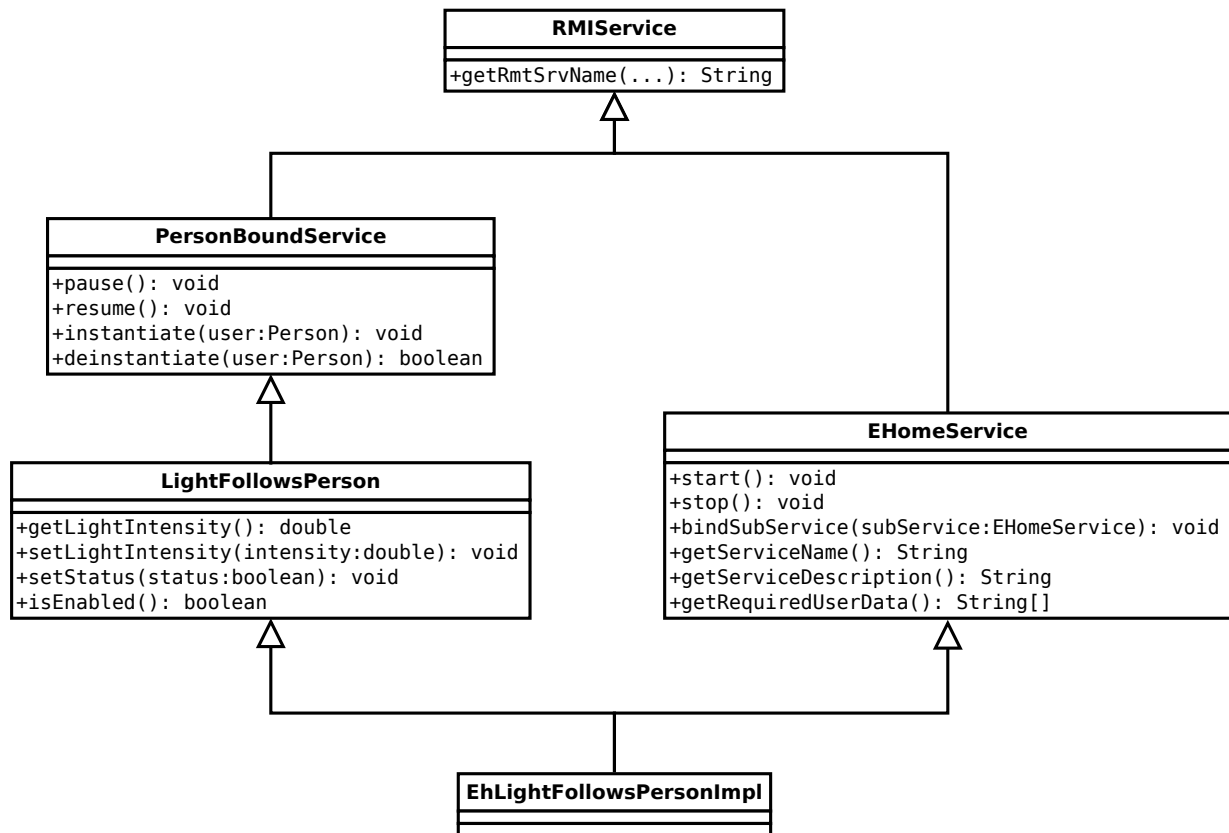 RMIService
+getRmtSrvName(...): String
PersonBoundService
+pause(): void
+resume(): void
+instantiate(user:Person): void
+deinstantiate(user:Person): boolean
EHomeService
+start(): void
+stop(): void
+bindSubService(subService:EHomeService): void
+getServiceName(): String
+getServiceDescription(): String
+getRequiredUserData(): String[]
LightFollowsPerson
+getLightIntensity(): double
+setLightIntensity(intensity:double): void
+setStatus(status:boolean): void
+isEnabled(): boolean
EhLightFollowsPersonImpl